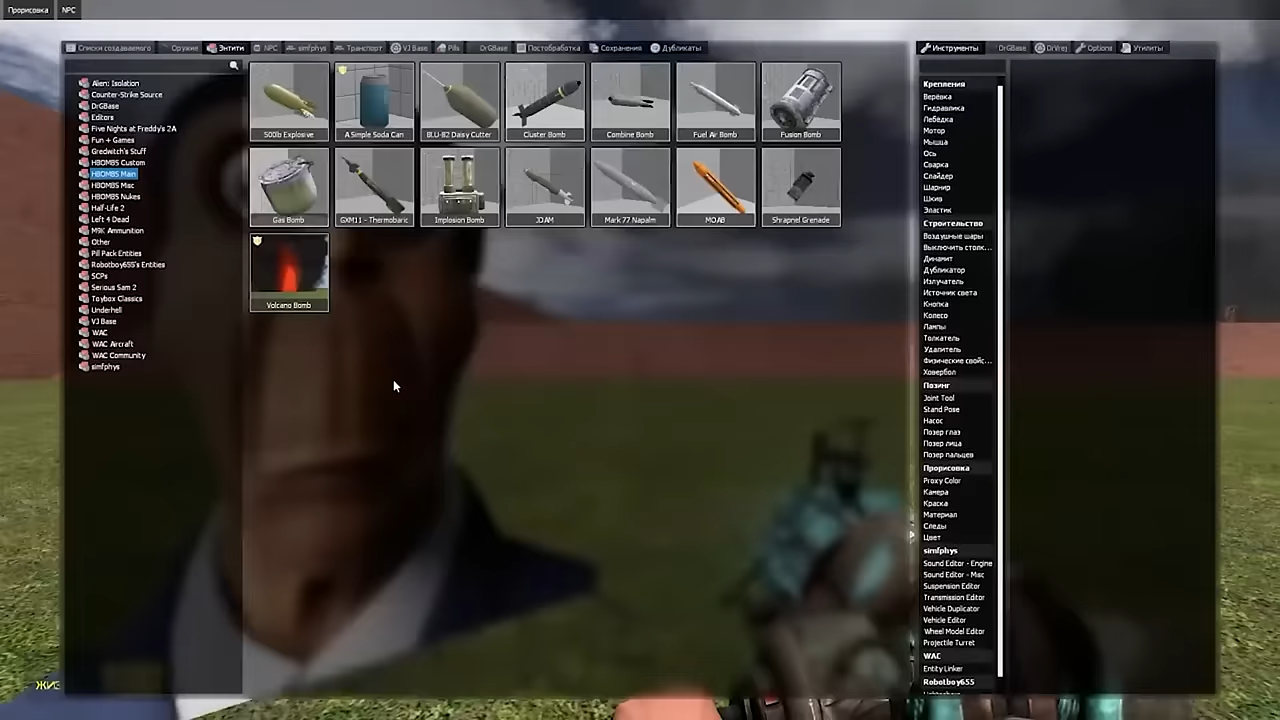 Прорисовка NPC
Списки создаваемого Оружие Энтити NPC simfphys Транспорт VJ Base Pills DrGBase Постобработка Сохранения Дубликаты
Инструменты DrGBase DrVrej Options Утилиты
Alien: Isolation
Counter-Strike Source
DrGBase
Editors
Five Nights at Freddy's 2A
Fun + Games
Gredwitch's Stuff
HBOMBS Custom
HBOMBS Main
HBOMBS Misc
HBOMBS Nukes
Half-Life 2
Left 4 Dead
M9K Ammunition
Other
Pill Pack Entities
Robotboy655's Entities
SCPs
Serious Sam 2
Toybox Classics
Underhell
VJ Base
WAC
WAC Aircraft
WAC Community
simfphys
500lb Explosive A Simple Soda Can BLU-82 Daisy Cutter Cluster Bomb Combine Bomb Fuel Air Bomb Fusion Bomb
Gas Bomb GXM11 - Thermobaric Implosion Bomb JDAM Mark 77 Napalm MOAB Shrapnel Grenade
Volcano Bomb
Крепления
Верёвка
Гидравлика
Лебёдка
Мотор
Мышца
Ось
Сварка
Слайдер
Шарнир
Шкив
Эластик
Строительство
Воздушные шары
Выключить столк...
Динамит
Дубликатор
Излучатель
Источник света
Кнопка
Колесо
Лампы
Толкатель
Удалитель
Физические свойс...
Ховербол
Позинг
Joint Tool
Stand Pose
Насос
Позер глаз
Позер лица
Позер пальцев
Прорисовка
Proxy Color
Камера
Краска
Материал
Следы
Цвет
simfphys
Sound Editor - Engine
Sound Editor - Misc
Suspension Editor
Transmission Editor
Vehicle Duplicator
Vehicle Editor
Wheel Model Editor
Projectile Turret
WAC
Entity Linker
Robotboy655
ЖИЗ